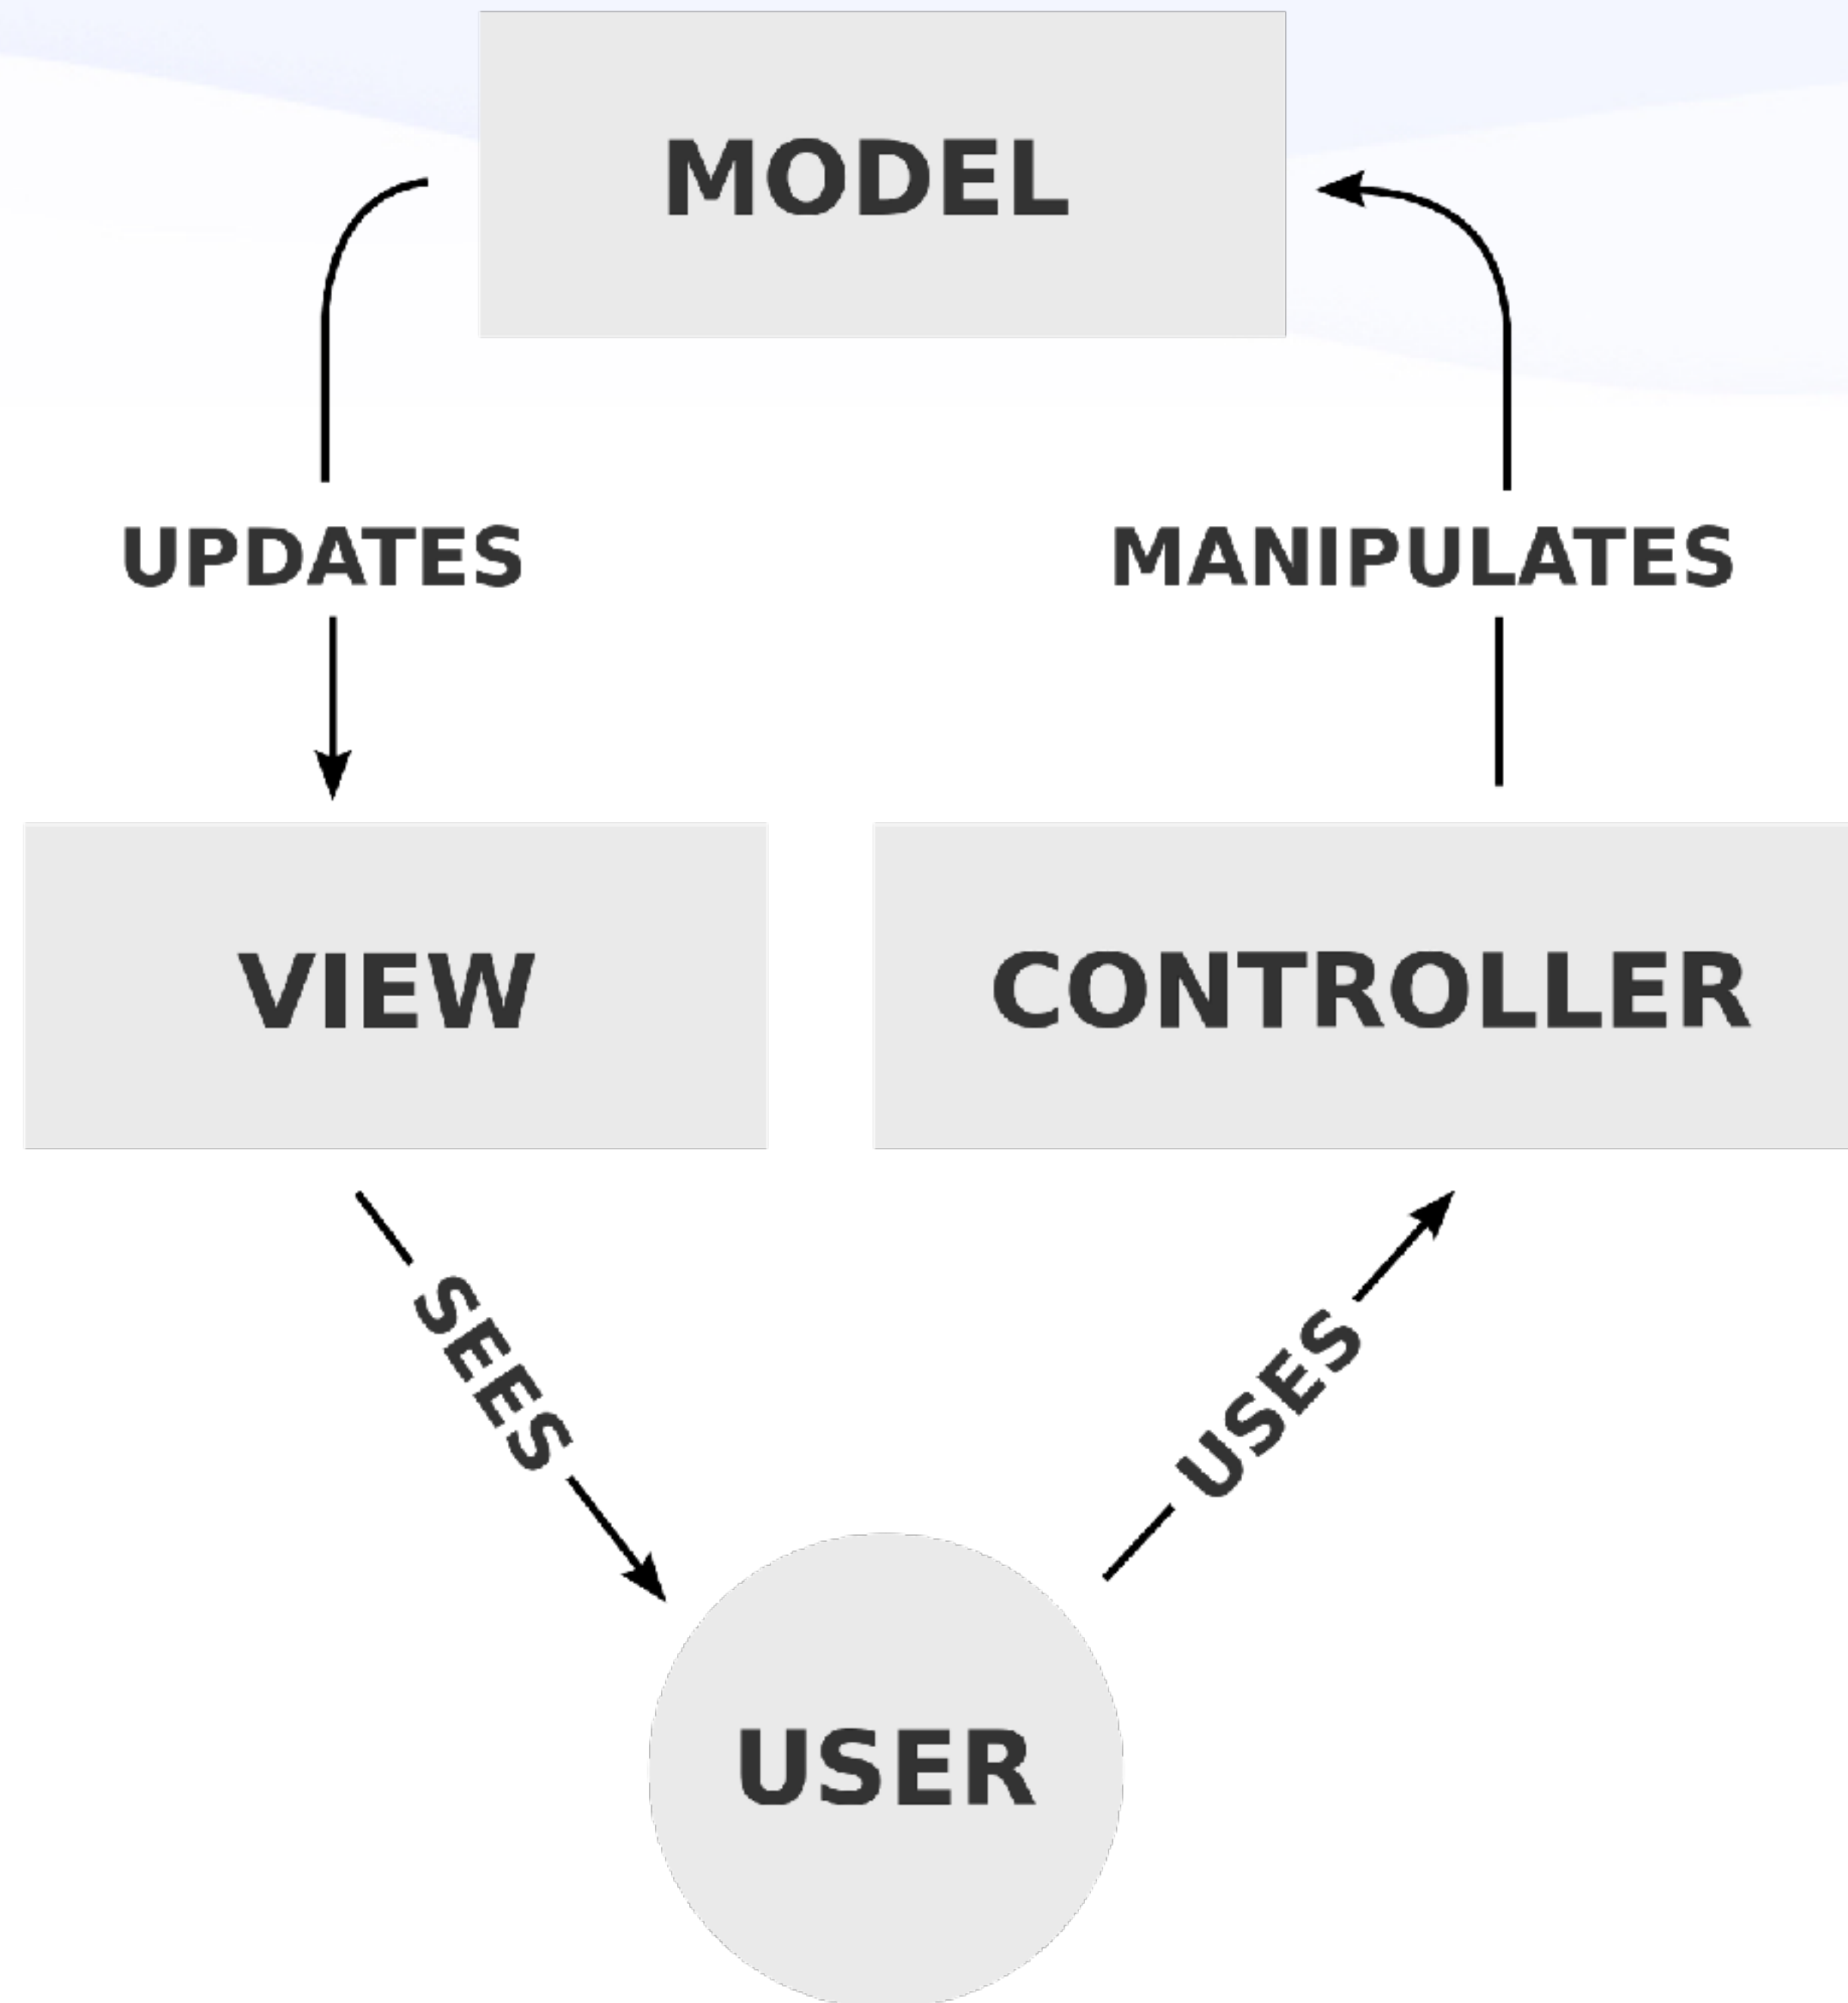 MODEL
UPDATES
MANIPULATES
VIEW
CONTROLLER
SEES
USES
USER